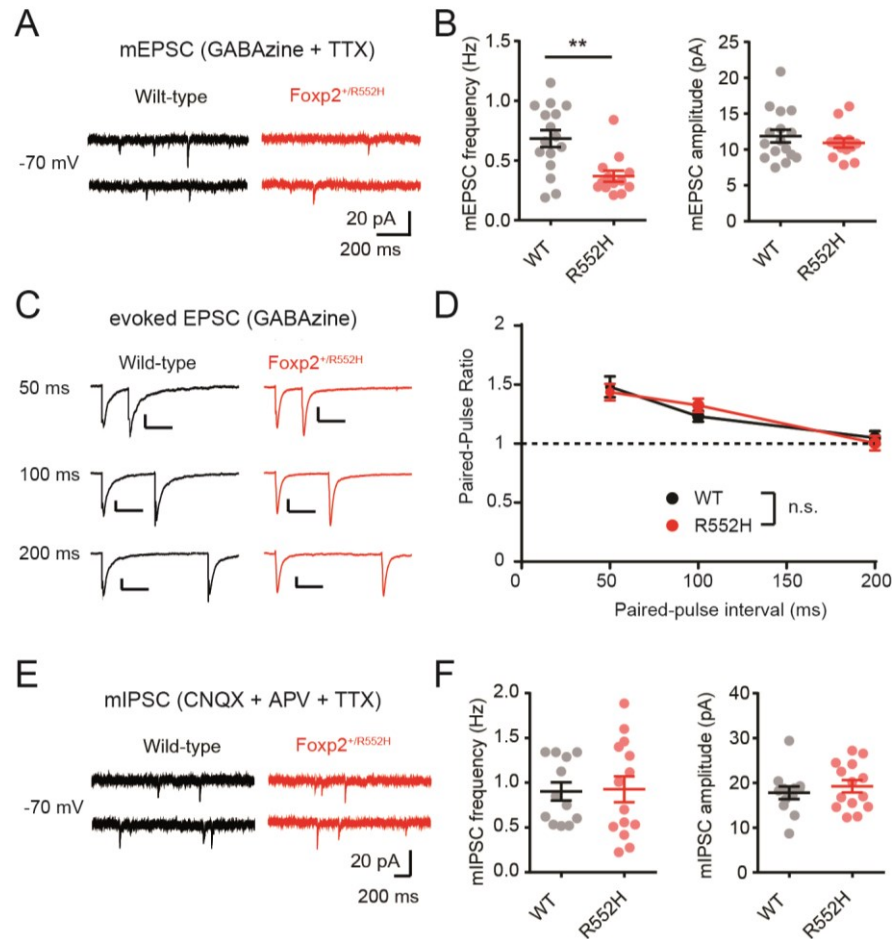 A
mEPSC (GABAzine + TTX)
Wilt-type
Foxp2+/R552H
-70 mV
20 pA
200 ms
B
mEPSC frequency (Hz)
1.5
1.0
0.5
0.0
**
WT
R552H
mEPSC amplitude (pA)
25
20
15
10
5
0
WT
R552H
C
evoked EPSC (GABAzine)
Wild-type
Foxp2+/R552H
50 ms
100 ms
200 ms
D
Paired-Pulse Ratio
2
1.5
1
0.5
0
WT
R552H
n.s.
0
50
100
150
200
Paired-pulse interval (ms)
E
mIPSC (CNQX + APV + TTX)
Wild-type
Foxp2+/R552H
-70 mV
20 pA
200 ms
F
mIPSC frequency (Hz)
2.0
1.5
1.0
0.5
0.0
WT
R552H
mIPSC amplitude (pA)
40
30
20
10
0
WT
R552H